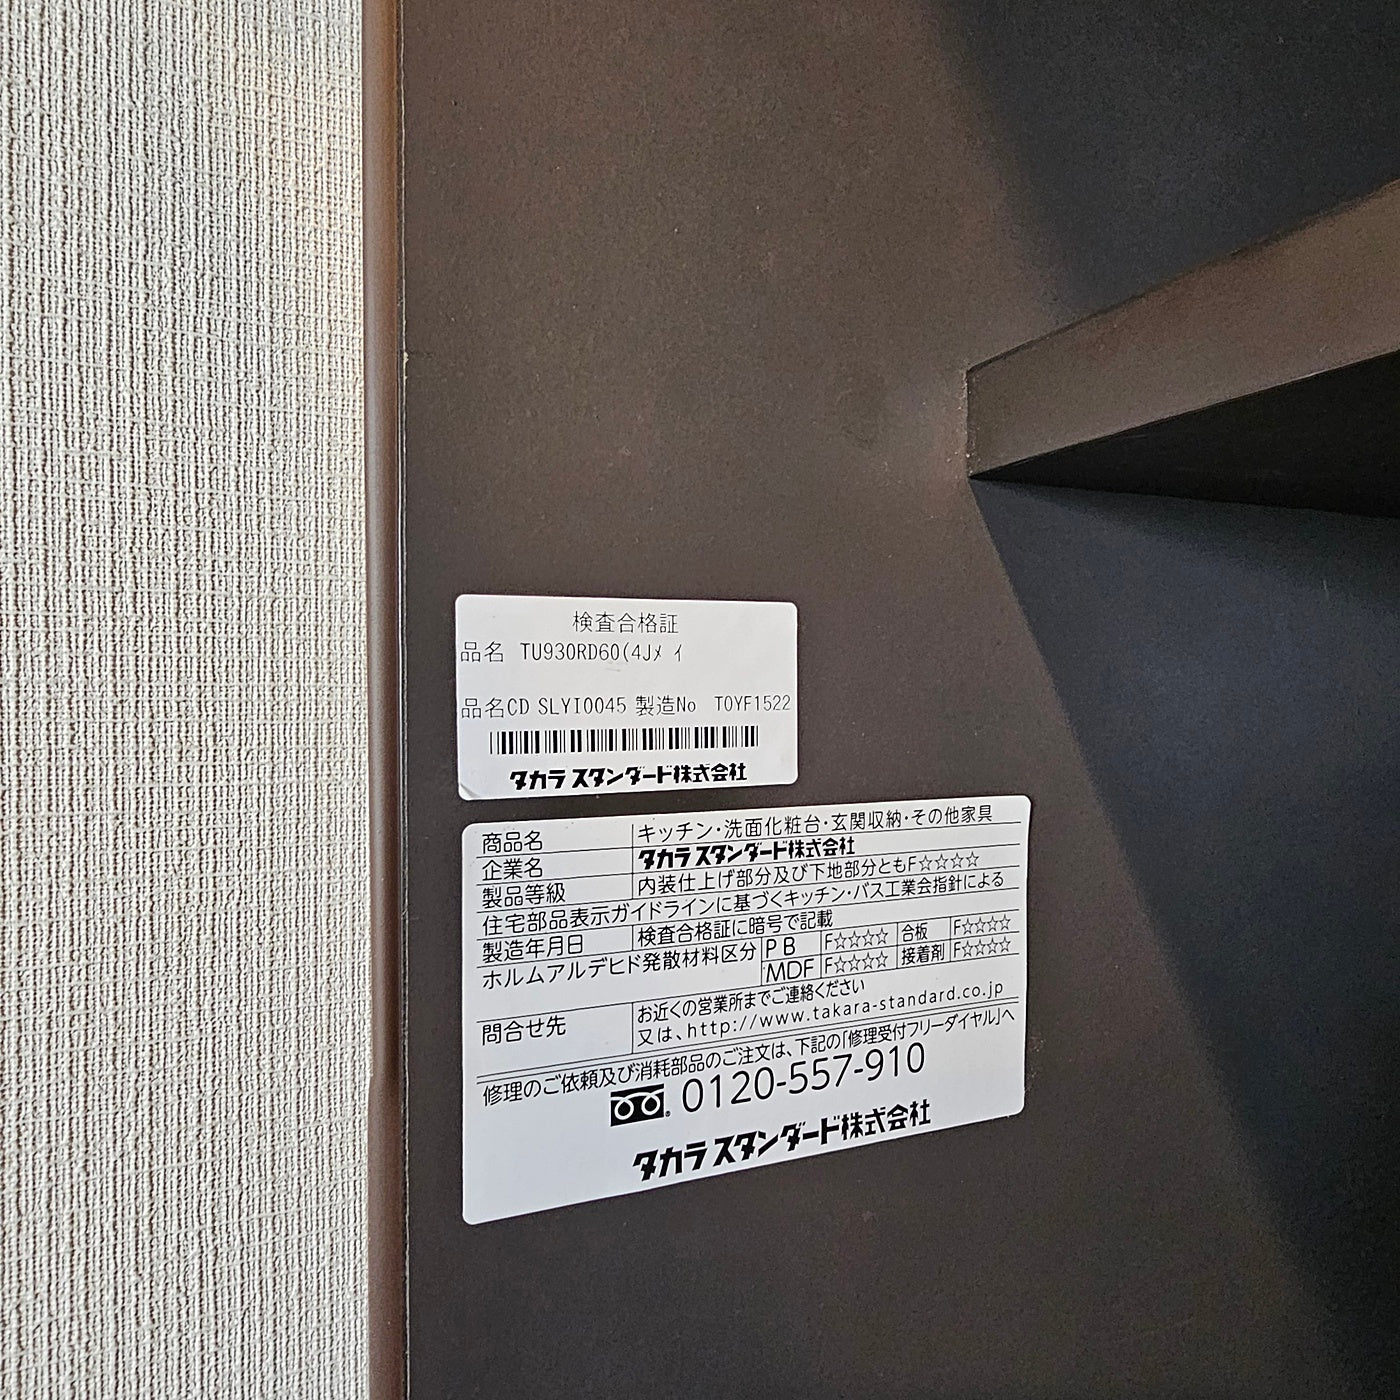 検査合格証
品名 TU930RD60(4Jﾒ ｲ
品名CD SLYI0045 製造No T0YF1522
タカラスタンダード株式会社
商品名 キッチン・洗面化粧台・玄関収納・その他家具
企業名 タカラスタンダード株式会社
製品等級 内装仕上げ部分及び下地部分ともF☆☆☆☆
住宅部品表示ガイドラインに基づくキッチン・バス工業会指針による
製造年月日 検査合格証に暗号で記載
ホルムアルデヒド発散材料区分 PB F☆☆☆☆ 合板 F☆☆☆☆
MDF F☆☆☆☆ 接着剤 F☆☆☆☆
問合せ先 お近くの営業所までご連絡ください
又は、http://www.takara-standard.co.jp
修理のご依頼及び消耗部品のご注文は、下記の「修理受付フリーダイヤル」へ
0120-557-910
タカラスタンダード株式会社